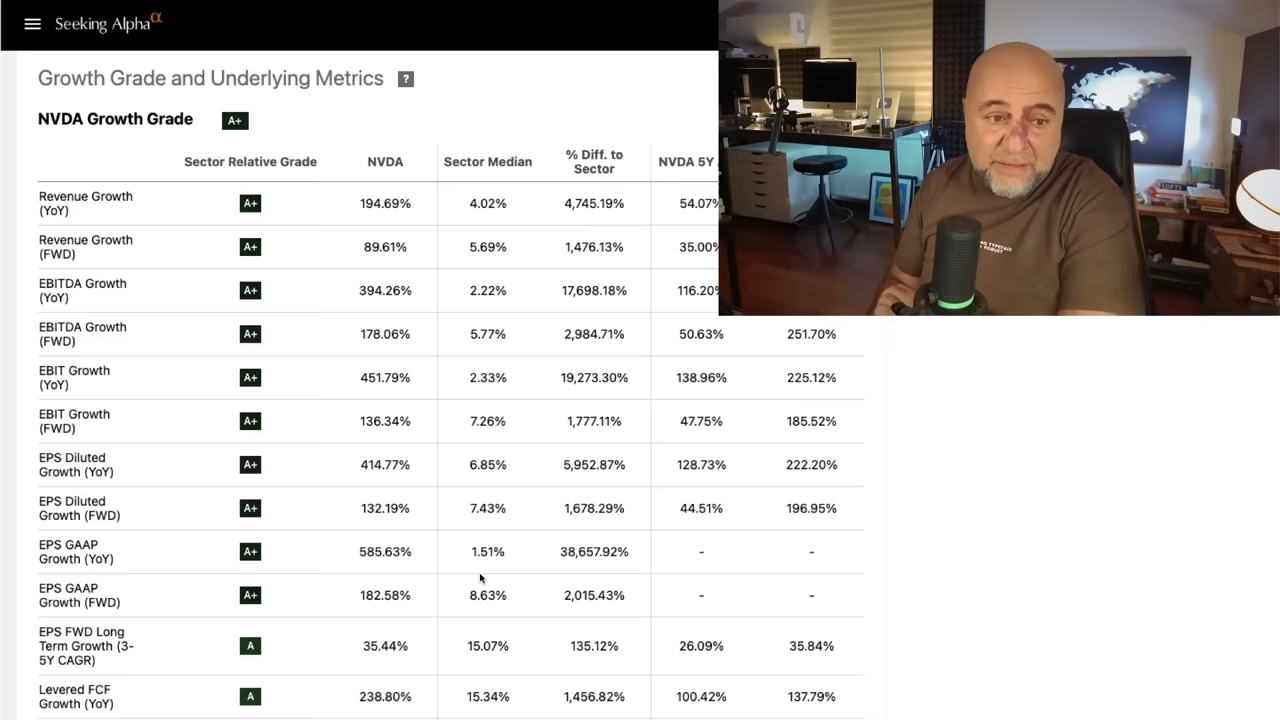 Seeking Alphaα
Growth Grade and Underlying Metrics ?
NVDA Growth Grade A+
Sector Relative Grade NVDA Sector Median % Diff. to Sector NVDA 5Y
Revenue Growth (YoY) A+ 194.69% 4.02% 4,745.19% 54.07%
Revenue Growth (FWD) A+ 89.61% 5.69% 1,476.13% 35.00%
EBITDA Growth (YoY) A+ 394.26% 2.22% 17,698.18% 116.20%
EBITDA Growth (FWD) A+ 178.06% 5.77% 2,984.71% 50.63% 251.70%
EBIT Growth (YoY) A+ 451.79% 2.33% 19,273.30% 138.96% 225.12%
EBIT Growth (FWD) A+ 136.34% 7.26% 1,777.11% 47.75% 185.52%
EPS Diluted Growth (YoY) A+ 414.77% 6.85% 5,952.87% 128.73% 222.20%
EPS Diluted Growth (FWD) A+ 132.19% 7.43% 1,678.29% 44.51% 196.95%
EPS GAAP Growth (YoY) A+ 585.63% 1.51% 38,657.92% - -
EPS GAAP Growth (FWD) A+ 182.58% 8.63% 2,015.43% - -
EPS FWD Long Term Growth (3-5Y CAGR) A 35.44% 15.07% 135.12% 26.09% 35.84%
Levered FCF Growth (YoY) A 238.80% 15.34% 1,456.82% 100.42% 137.79%
LOFTS
TYPEFACE
ROBUST